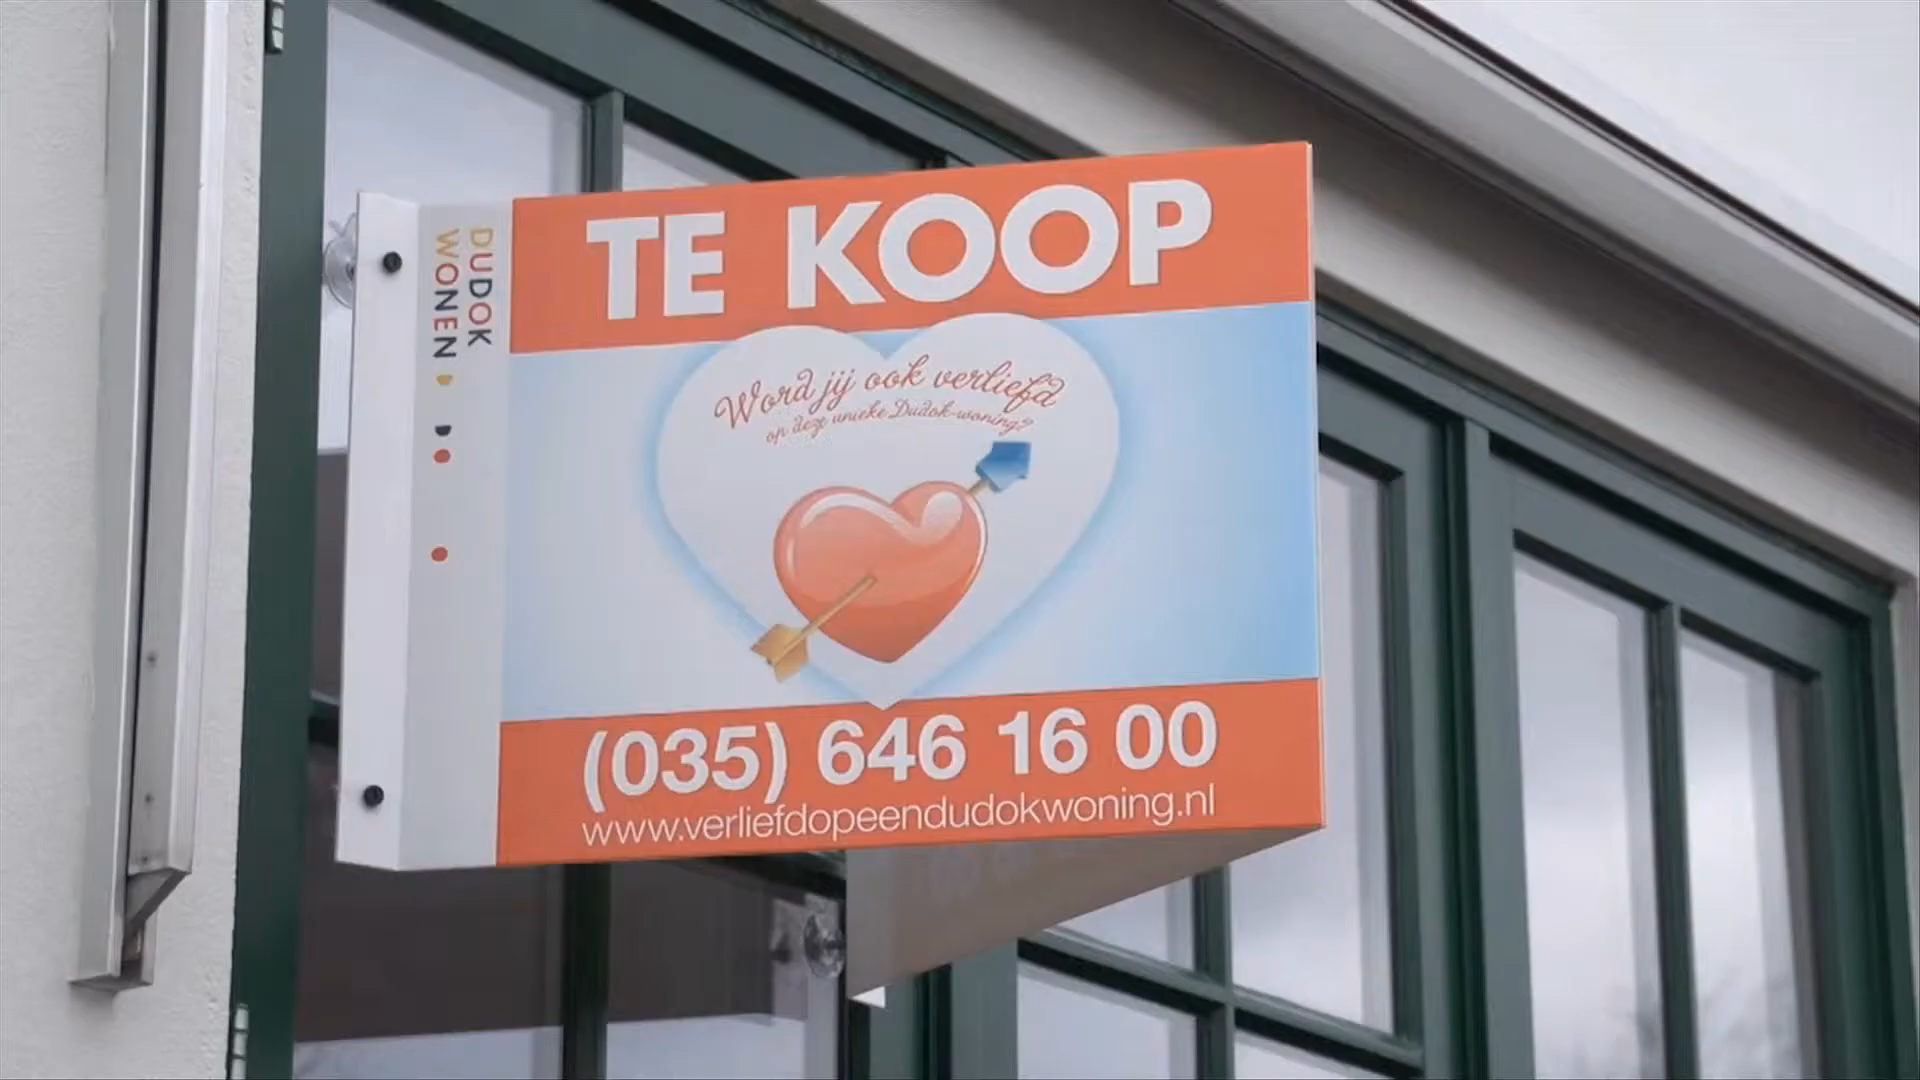 DUDOK
WONEN
TE KOOP
Word jij ook verliefd
op deze unieke Dudok-woning?
(035) 646 16 00
www.verliefdopeendudokwoning.nl